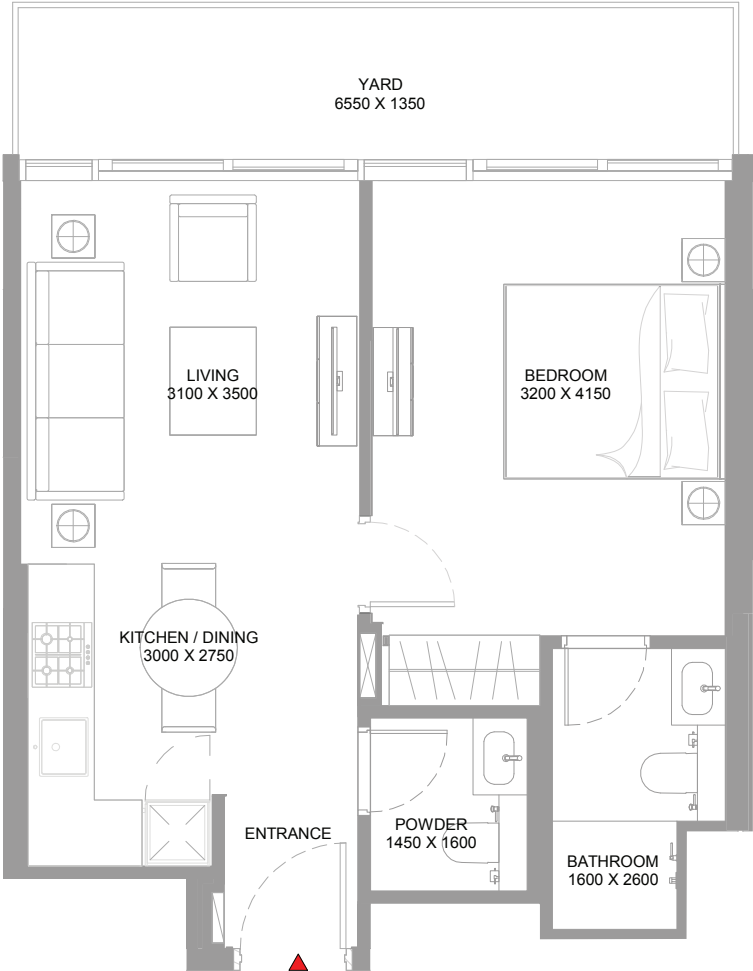 YARD
6550 X 1350
LIVING
3100 X 3500
BEDROOM
3200 X 4150
KITCHEN / DINING
3000 X 2750
ENTRANCE
POWDER
1450 X 1600
BATHROOM
1600 X 2600